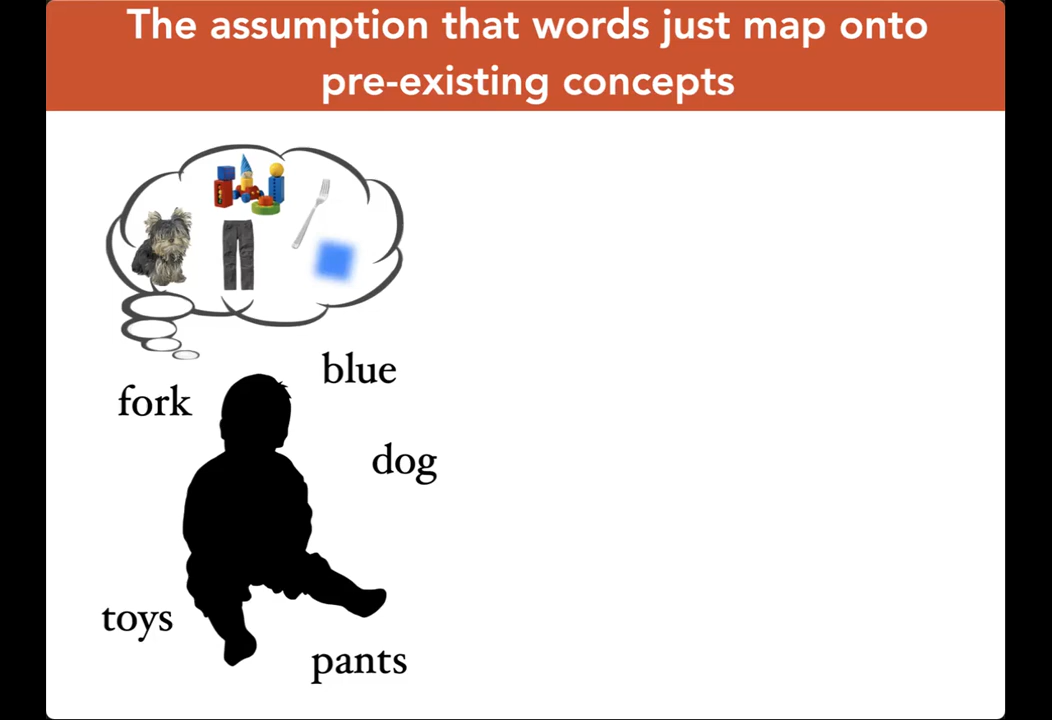 The assumption that words just map onto
pre-existing concepts
blue
fork
dog
toys
pants